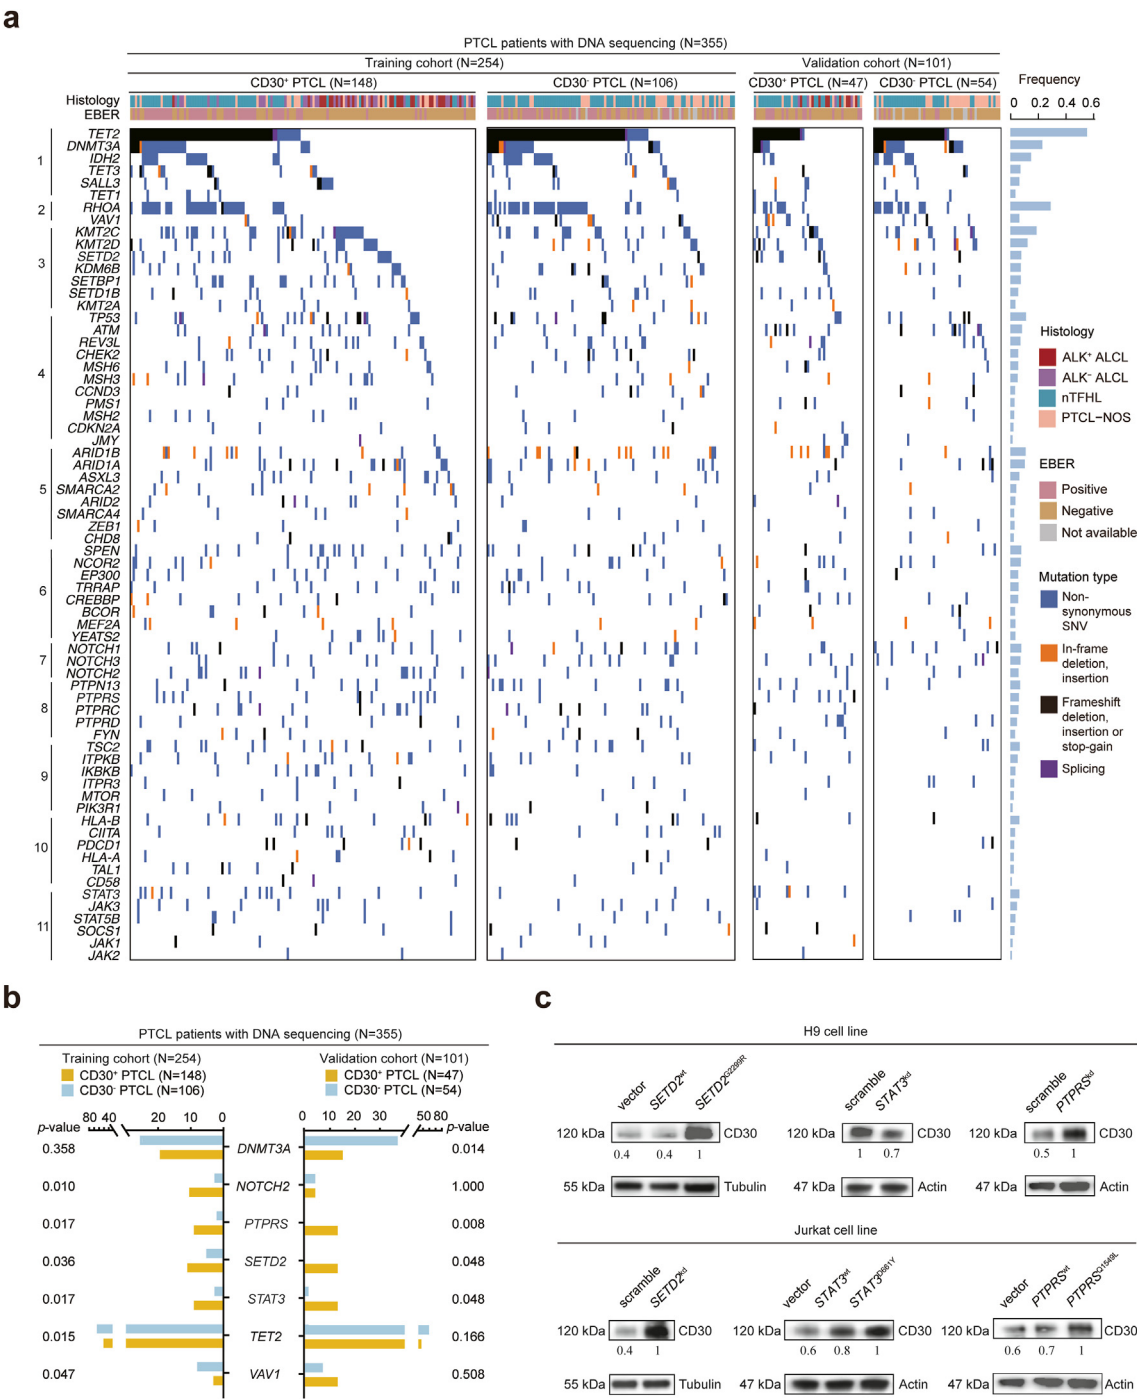 a
PTCL patients with DNA sequencing (N=355)
Training cohort (N=254)
Validation cohort (N=101)
CD30⁺ PTCL (N=148)
CD30⁻ PTCL (N=106)
CD30⁺ PTCL (N=47)
CD30⁻ PTCL (N=54)
Frequency
0 0.2 0.4 0.6
Histology
EBER
1
TET2
DNMT3A
IDH2
TET3
SALL3
TET1
2
RHOA
VAV1
3
KMT2C
KMT2D
SETD2
KDM6B
SETBP1
SETD1B
KMT2A
4
TP53
ATM
REV3L
CHEK2
MSH6
MSH3
CCND3
PMS1
MSH2
CDKN2A
JMY
5
ARID1B
ARID1A
ASXL3
SMARCA2
ARID2
SMARCA4
ZEB1
CHD8
6
SPEN
NCOR2
EP300
TRRAP
CREBBP
BCOR
MEF2A
YEATS2
7
NOTCH1
NOTCH3
NOTCH2
8
PTPN13
PTPRS
PTPRC
PTPRD
FYN
9
TSC2
ITPKB
IKBKB
ITPR3
MTOR
PIK3R1
10
HLA-B
CIITA
PDCD1
HLA-A
TAL1
CD58
11
STAT3
JAK3
STAT5B
SOCS1
JAK1
JAK2
Histology
ALK⁺ ALCL
ALK⁻ ALCL
nTFHL
PTCL−NOS
EBER
Positive
Negative
Not available
Mutation type
Non-
synonymous
SNV
In-frame
deletion,
insertion
Frameshift
deletion,
insertion or
stop-gain
Splicing
b
PTCL patients with DNA sequencing (N=355)
Training cohort (N=254)
CD30⁺ PTCL (N=148)
CD30⁻ PTCL (N=106)
Validation cohort (N=101)
CD30⁺ PTCL (N=47)
CD30⁻ PTCL (N=54)
80 40 20 0
0 10 20 30 50 80
p-value
p-value
0.358 DNMT3A 0.014
0.010 NOTCH2 1.000
0.017 PTPRS 0.008
0.036 SETD2 0.048
0.017 STAT3 0.048
0.015 TET2 0.166
0.047 VAV1 0.508
c
H9 cell line
vector SETD2ʷᵗ SETD2^G2299R
120 kDa CD30
0.4 0.4 1
55 kDa Tubulin
scramble STAT3ᵏᵈ
120 kDa CD30
1 0.7
47 kDa Actin
scramble PTPRSᵏᵈ
120 kDa CD30
0.5 1
47 kDa Actin
Jurkat cell line
scramble SETD2ᵏᵈ
120 kDa CD30
0.4 1
55 kDa Tubulin
vector STAT3ʷᵗ STAT3^D661Y
120 kDa CD30
0.6 0.8 1
47 kDa Actin
vector PTPRSʷᵗ PTPRS^Q1549L
120 kDa CD30
0.6 0.7 1
47 kDa Actin